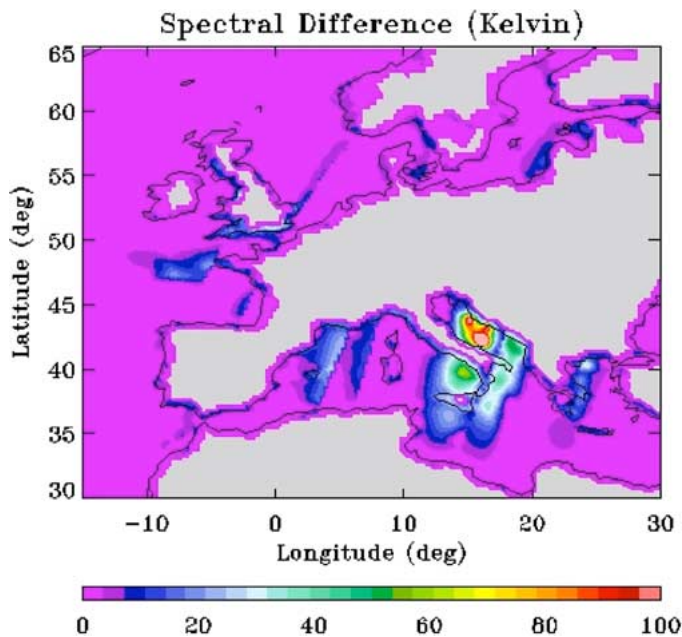 Spectral Difference (Kelvin)
65
60
55
50
45
40
35
30
Latitude (deg)
-10 0 10 20 30
Longitude (deg)
0 20 40 60 80 100